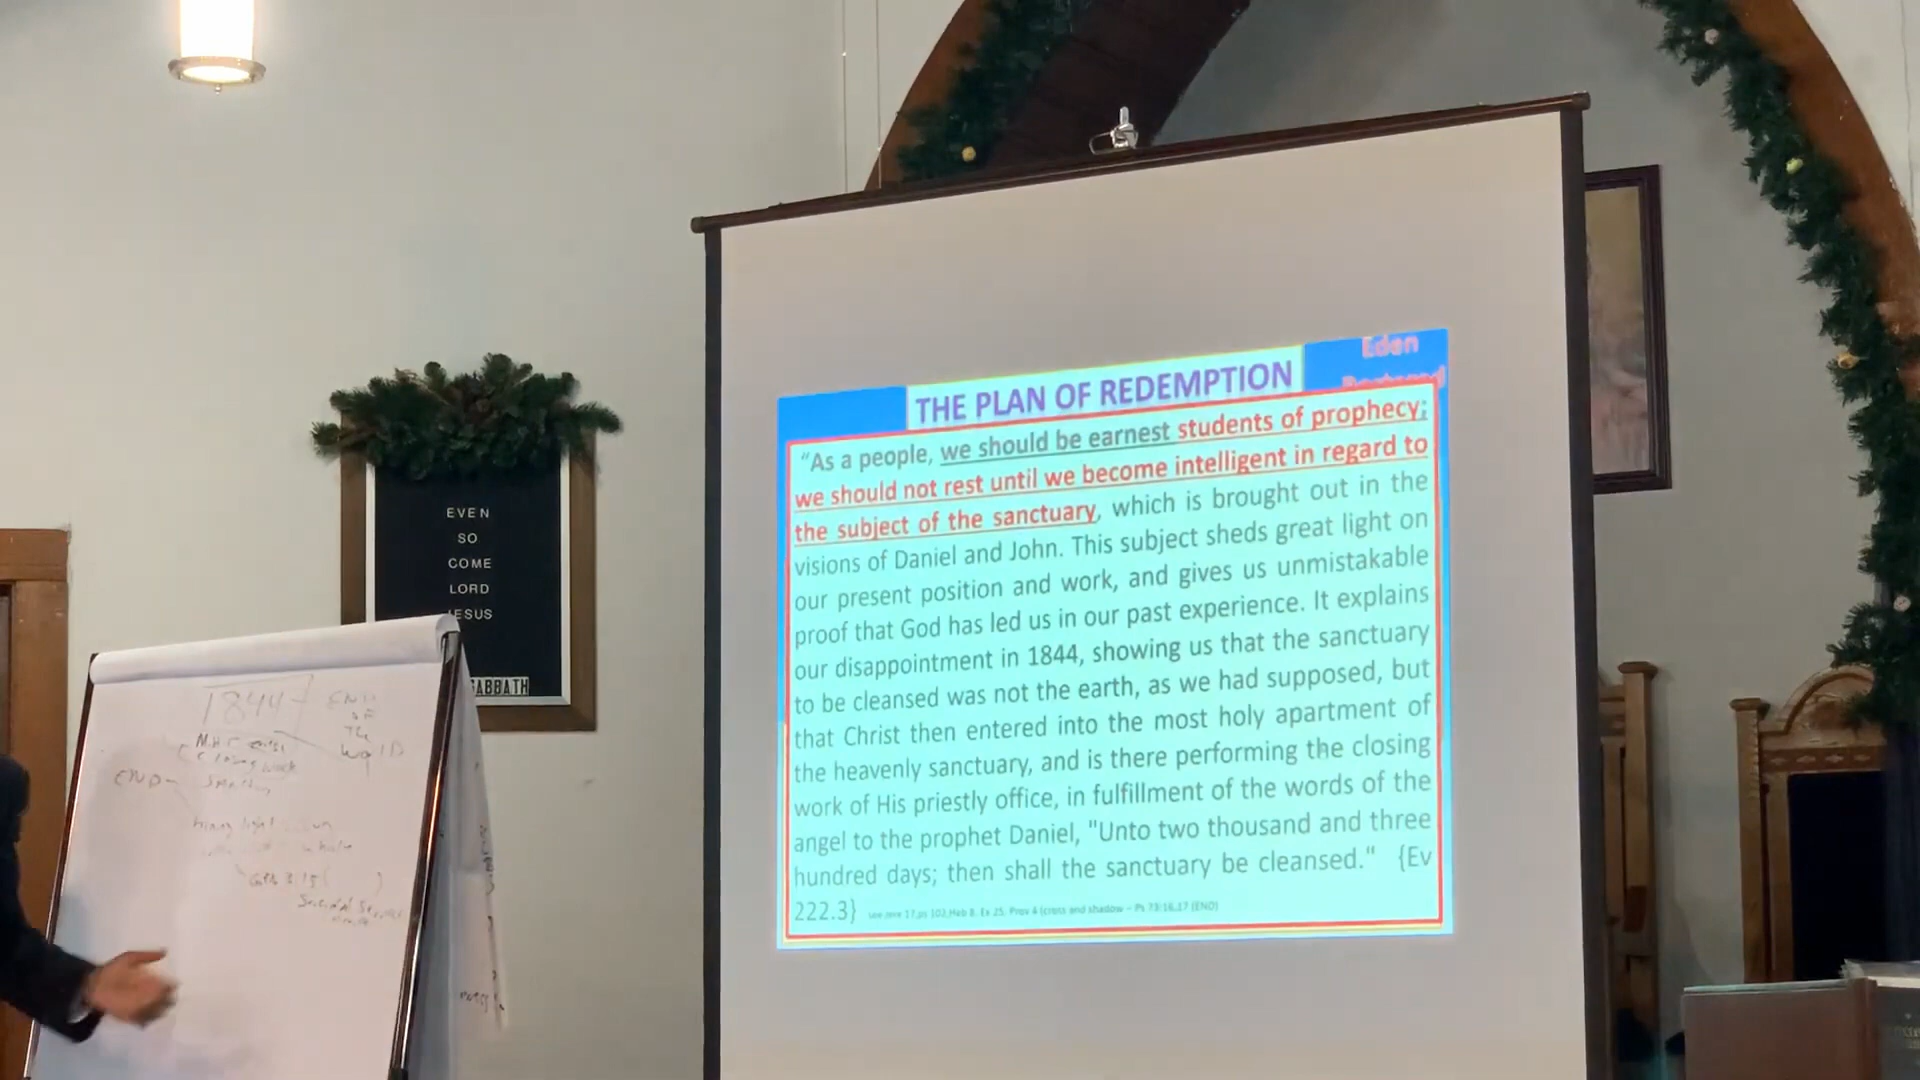 EVEN
SO
COME
LORD
JESUS
SABBATH
1844
END
OF
THE
WORLD
END
THE PLAN OF REDEMPTION
Eden
"As a people, we should be earnest students of prophecy;
we should not rest until we become intelligent in regard to
the subject of the sanctuary, which is brought out in the
visions of Daniel and John. This subject sheds great light on
our present position and work, and gives us unmistakable
proof that God has led us in our past experience. It explains
our disappointment in 1844, showing us that the sanctuary
to be cleansed was not the earth, as we had supposed, but
that Christ then entered into the most holy apartment of
the heavenly sanctuary, and is there performing the closing
work of His priestly office, in fulfillment of the words of the
angel to the prophet Daniel, "Unto two thousand and three
hundred days; then shall the sanctuary be cleansed." {Ev
222.3}